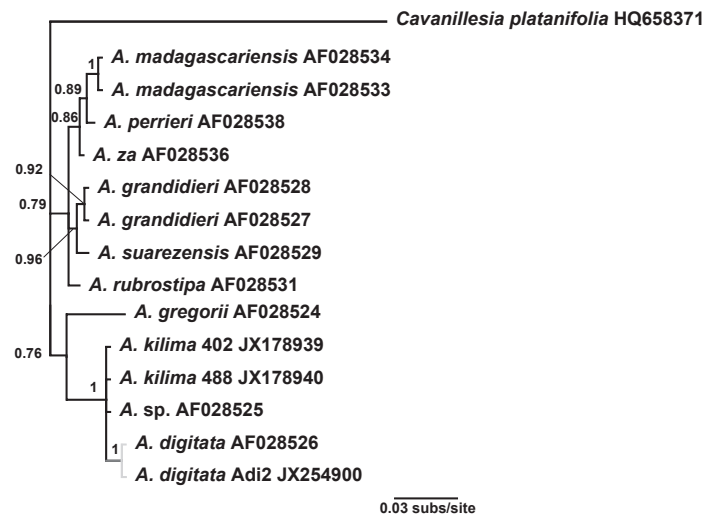 Cavanillesia platanifolia HQ658371
A. madagascariensis AF028534
1
A. madagascariensis AF028533
0.89
A. perrieri AF028538
0.86
A. za AF028536
0.92
A. grandidieri AF028528
0.79
A. grandidieri AF028527
A. suarezensis AF028529
0.96
A. rubrostipa AF028531
A. gregorii AF028524
A. kilima 402 JX178939
0.76
A. kilima 488 JX178940
1
A. sp. AF028525
A. digitata AF028526
1
A. digitata Adi2 JX254900
0.03 subs/site